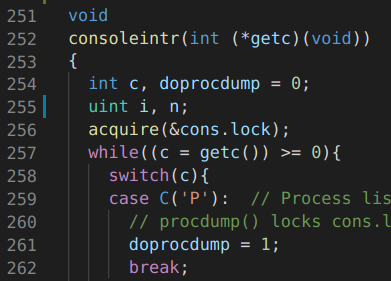 251 void
252 consoleintr(int (*getc)(void))
253 {
254 int c, doprocdump = 0;
255 uint i, n;
256 acquire(&cons.lock);
257 while((c = getc()) >= 0){
258 switch(c){
259 case C('P'): // Process lis
260 // procdump() locks cons.l
261 doprocdump = 1;
262 break;